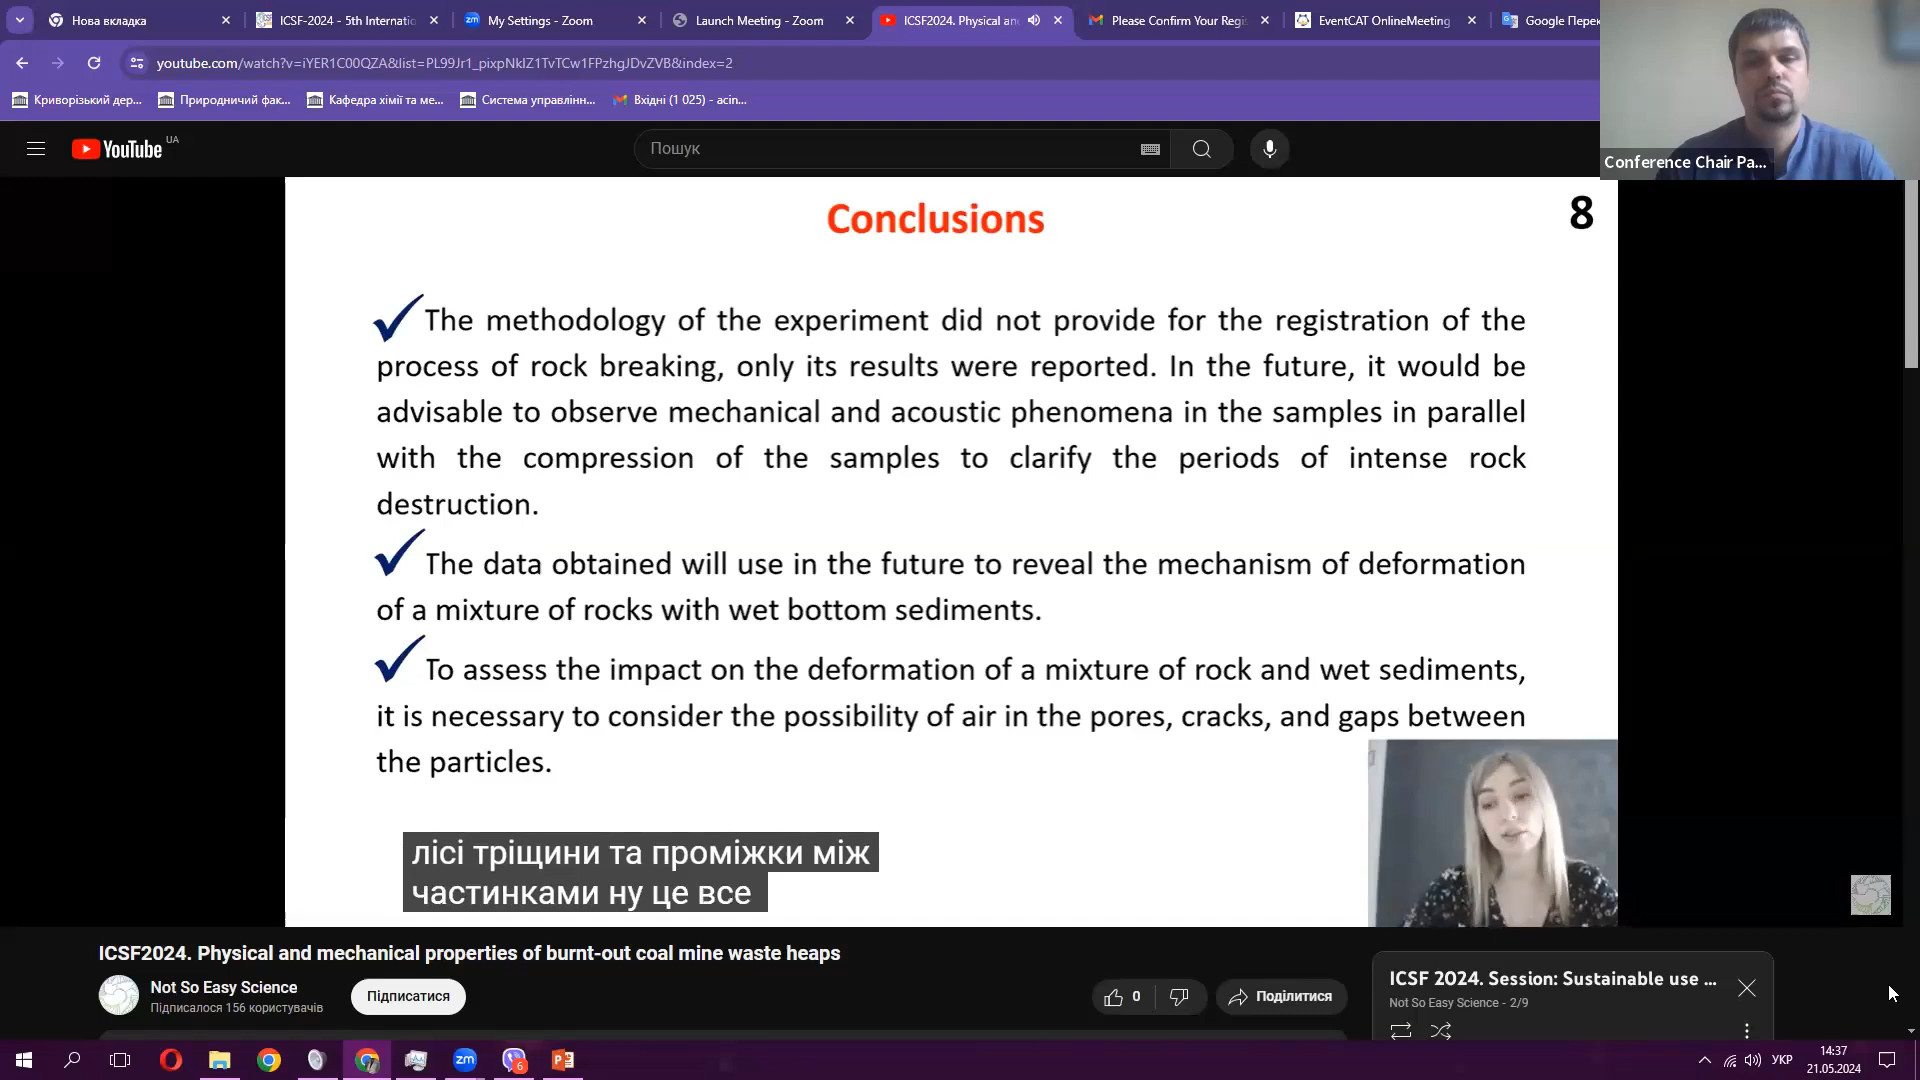 Нова вкладка
ICSF-2024 - 5th Internatio
My Settings - Zoom
Launch Meeting - Zoom
ICSF2024. Physical an
Please Confirm Your Regis
EventCAT OnlineMeeting
Google Перек
youtube.com/watch?v=iYER1C00QZA&list=PL99Jr1_pixpNkIZ1TvTCw1FPzhgJDvZVB&index=2
Криворізький дер...
Природничий фак...
Кафедра хімії та ме...
Система управлінн...
Вхідні (1 025) - acin...
Conference Chair Pa...
YouTube UA
Пошук
Conclusions
8
The methodology of the experiment did not provide for the registration of the
process of rock breaking, only its results were reported. In the future, it would be
advisable to observe mechanical and acoustic phenomena in the samples in parallel
with the compression of the samples to clarify the periods of intense rock
destruction.
The data obtained will use in the future to reveal the mechanism of deformation
of a mixture of rocks with wet bottom sediments.
To assess the impact on the deformation of a mixture of rock and wet sediments,
it is necessary to consider the possibility of air in the pores, cracks, and gaps between
the particles.
лісі тріщини та проміжки між
частинками ну це все
ICSF2024. Physical and mechanical properties of burnt-out coal mine waste heaps
Not So Easy Science
Підписалося 156 користувачів
Підписатися
0
Поділитися
ICSF 2024. Session: Sustainable use ...
Not So Easy Science - 2/9
6
УКР
14:37
21.05.2024